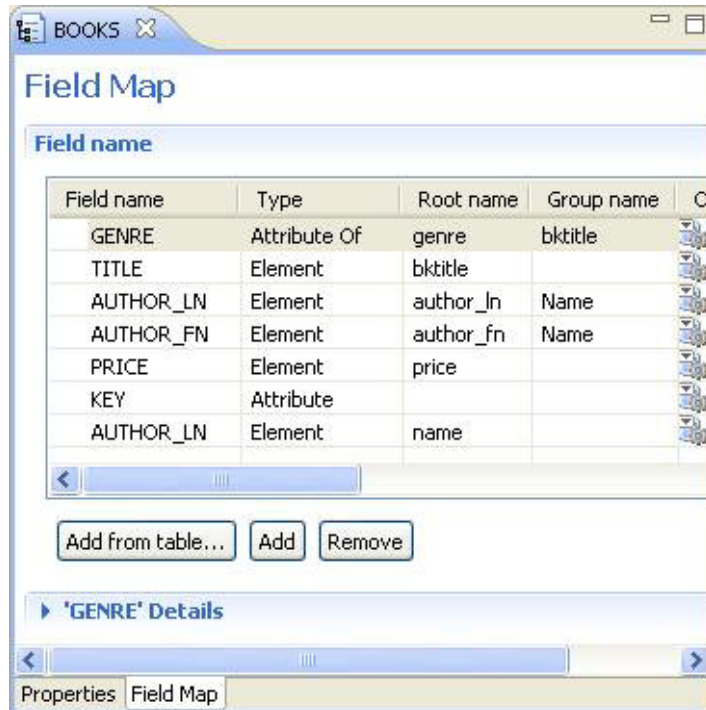 BOOKS
Field Map
Field name
Field name Type Root name Group name
GENRE Attribute Of genre bktitle
TITLE Element bktitle
AUTHOR_LN Element author_ln Name
AUTHOR_FN Element author_fn Name
PRICE Element price
KEY Attribute
AUTHOR_LN Element name
Add from table... Add Remove
'GENRE' Details
Properties Field Map